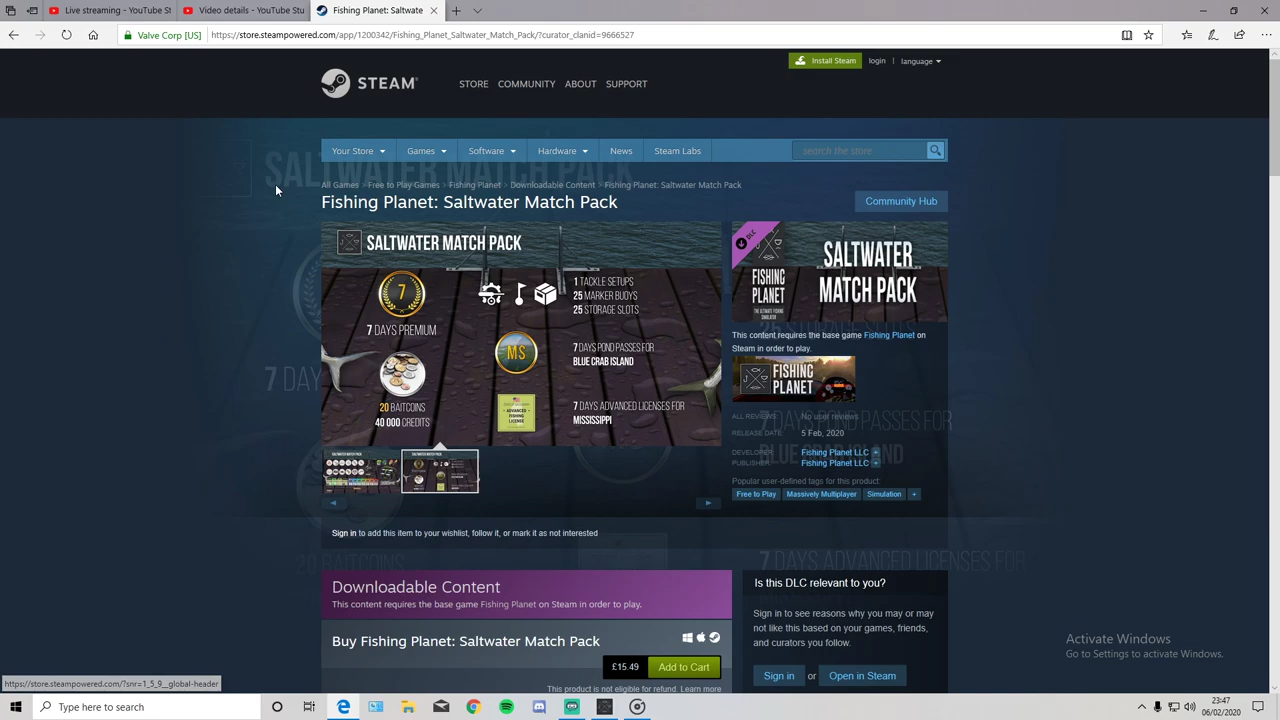 Live streaming - YouTube St
Video details - YouTube Stu
Fishing Planet: Saltwate
Valve Corp [US]
https://store.steampowered.com/app/1200342/Fishing_Planet_Saltwater_Match_Pack/?curator_clanid=9666527
Install Steam
login | language
STEAM
STORE COMMUNITY ABOUT SUPPORT
Your Store Games Software Hardware News Steam Labs
search the store
All Games > Free to Play Games > Fishing Planet > Downloadable Content > Fishing Planet: Saltwater Match Pack
Fishing Planet: Saltwater Match Pack
Community Hub
SALTWATER MATCH PACK
7
7 DAYS PREMIUM
20 BAITCOINS
40 000 CREDITS
1 TACKLE SETUPS
25 MARKER BUOYS
25 STORAGE SLOTS
MS
7 DAYS POND PASSES FOR
BLUE CRAB ISLAND
ADVANCED
FISHING
LICENSE
7 DAYS ADVANCED LICENSES FOR
MISSISSIPPI
DLC
FISHING
PLANET
THE ULTIMATE FISHING
SIMULATOR
SALTWATER
MATCH PACK
This content requires the base game Fishing Planet on
Steam in order to play.
FISHING
PLANET
ALL REVIEWS: No user reviews
RELEASE DATE: 5 Feb, 2020
DEVELOPER: Fishing Planet LLC +
PUBLISHER: Fishing Planet LLC +
Popular user-defined tags for this product:
Free to Play Massively Multiplayer Simulation +
Sign in to add this item to your wishlist, follow it, or mark it as not interested
Downloadable Content
This content requires the base game Fishing Planet on Steam in order to play.
Buy Fishing Planet: Saltwater Match Pack
£15.49 Add to Cart
This product is not eligible for refund. Learn more
Is this DLC relevant to you?
Sign in to see reasons why you may or may
not like this based on your games, friends,
and curators you follow.
Sign in or Open in Steam
Activate Windows
Go to Settings to activate Windows.
https://store.steampowered.com/?snr=1_5_9__global-header
Type here to search
23:47
06/02/2020